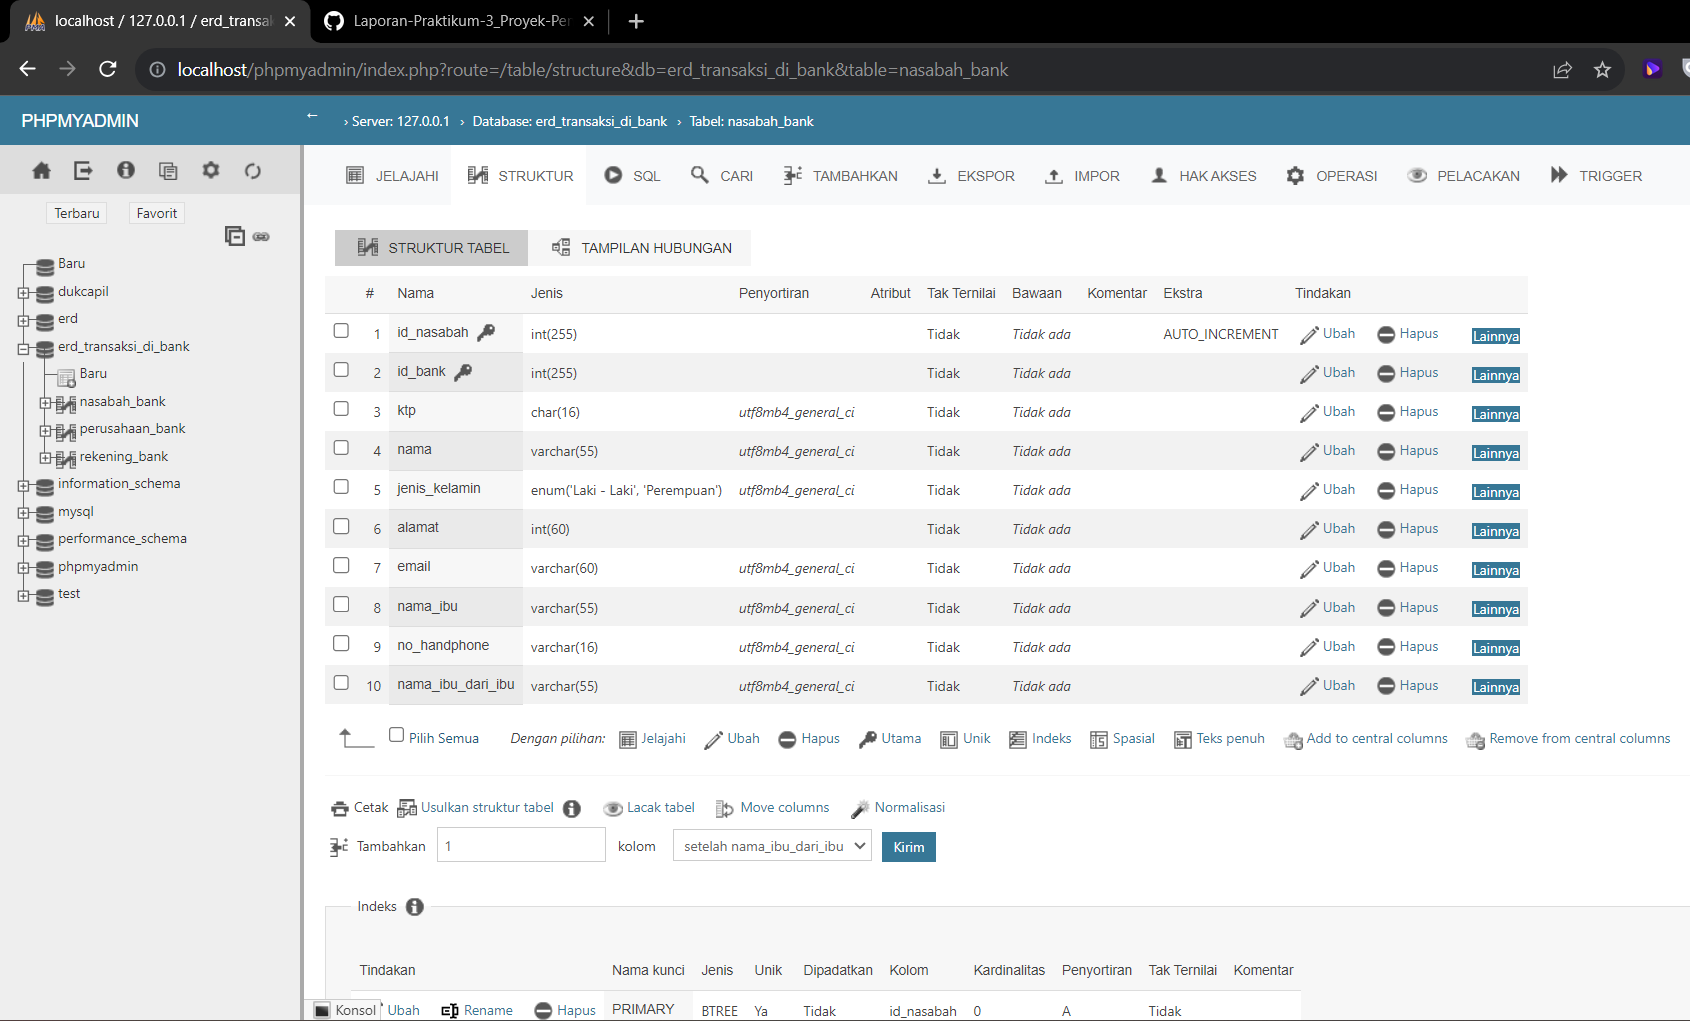 localhost / 127.0.0.1 / erd_transa
Laporan-Praktikum-3_Proyek-Per
localhost/phpmyadmin/index.php?route=/table/structure&db=erd_transaksi_di_bank&table=nasabah_bank
PHPMYADMIN
← › Server: 127.0.0.1 › Database: erd_transaksi_di_bank › Tabel: nasabah_bank
JELAJAHI STRUKTUR SQL CARI TAMBAHKAN EKSPOR IMPOR HAK AKSES OPERASI PELACAKAN TRIGGER
Terbaru Favorit
Baru
dukcapil
erd
erd_transaksi_di_bank
Baru
nasabah_bank
perusahaan_bank
rekening_bank
information_schema
mysql
performance_schema
phpmyadmin
test
STRUKTUR TABEL TAMPILAN HUBUNGAN
# Nama Jenis Penyortiran Atribut Tak Ternilai Bawaan Komentar Ekstra Tindakan
1 id_nasabah int(255) Tidak Tidak ada AUTO_INCREMENT Ubah Hapus Lainnya
2 id_bank int(255) Tidak Tidak ada Ubah Hapus Lainnya
3 ktp char(16) utf8mb4_general_ci Tidak Tidak ada Ubah Hapus Lainnya
4 nama varchar(55) utf8mb4_general_ci Tidak Tidak ada Ubah Hapus Lainnya
5 jenis_kelamin enum('Laki - Laki', 'Perempuan') utf8mb4_general_ci Tidak Tidak ada Ubah Hapus Lainnya
6 alamat int(60) Tidak Tidak ada Ubah Hapus Lainnya
7 email varchar(60) utf8mb4_general_ci Tidak Tidak ada Ubah Hapus Lainnya
8 nama_ibu varchar(55) utf8mb4_general_ci Tidak Tidak ada Ubah Hapus Lainnya
9 no_handphone varchar(16) utf8mb4_general_ci Tidak Tidak ada Ubah Hapus Lainnya
10 nama_ibu_dari_ibu varchar(55) utf8mb4_general_ci Tidak Tidak ada Ubah Hapus Lainnya
Pilih Semua Dengan pilihan: Jelajahi Ubah Hapus Utama Unik Indeks Spasial Teks penuh Add to central columns Remove from central columns
Cetak Usulkan struktur tabel Lacak tabel Move columns Normalisasi
Tambahkan 1 kolom setelah nama_ibu_dari_ibu Kirim
Indeks
Tindakan Nama kunci Jenis Unik Dipadatkan Kolom Kardinalitas Penyortiran Tak Ternilai Komentar
Konsol Ubah Rename Hapus PRIMARY BTREE Ya Tidak id_nasabah 0 A Tidak